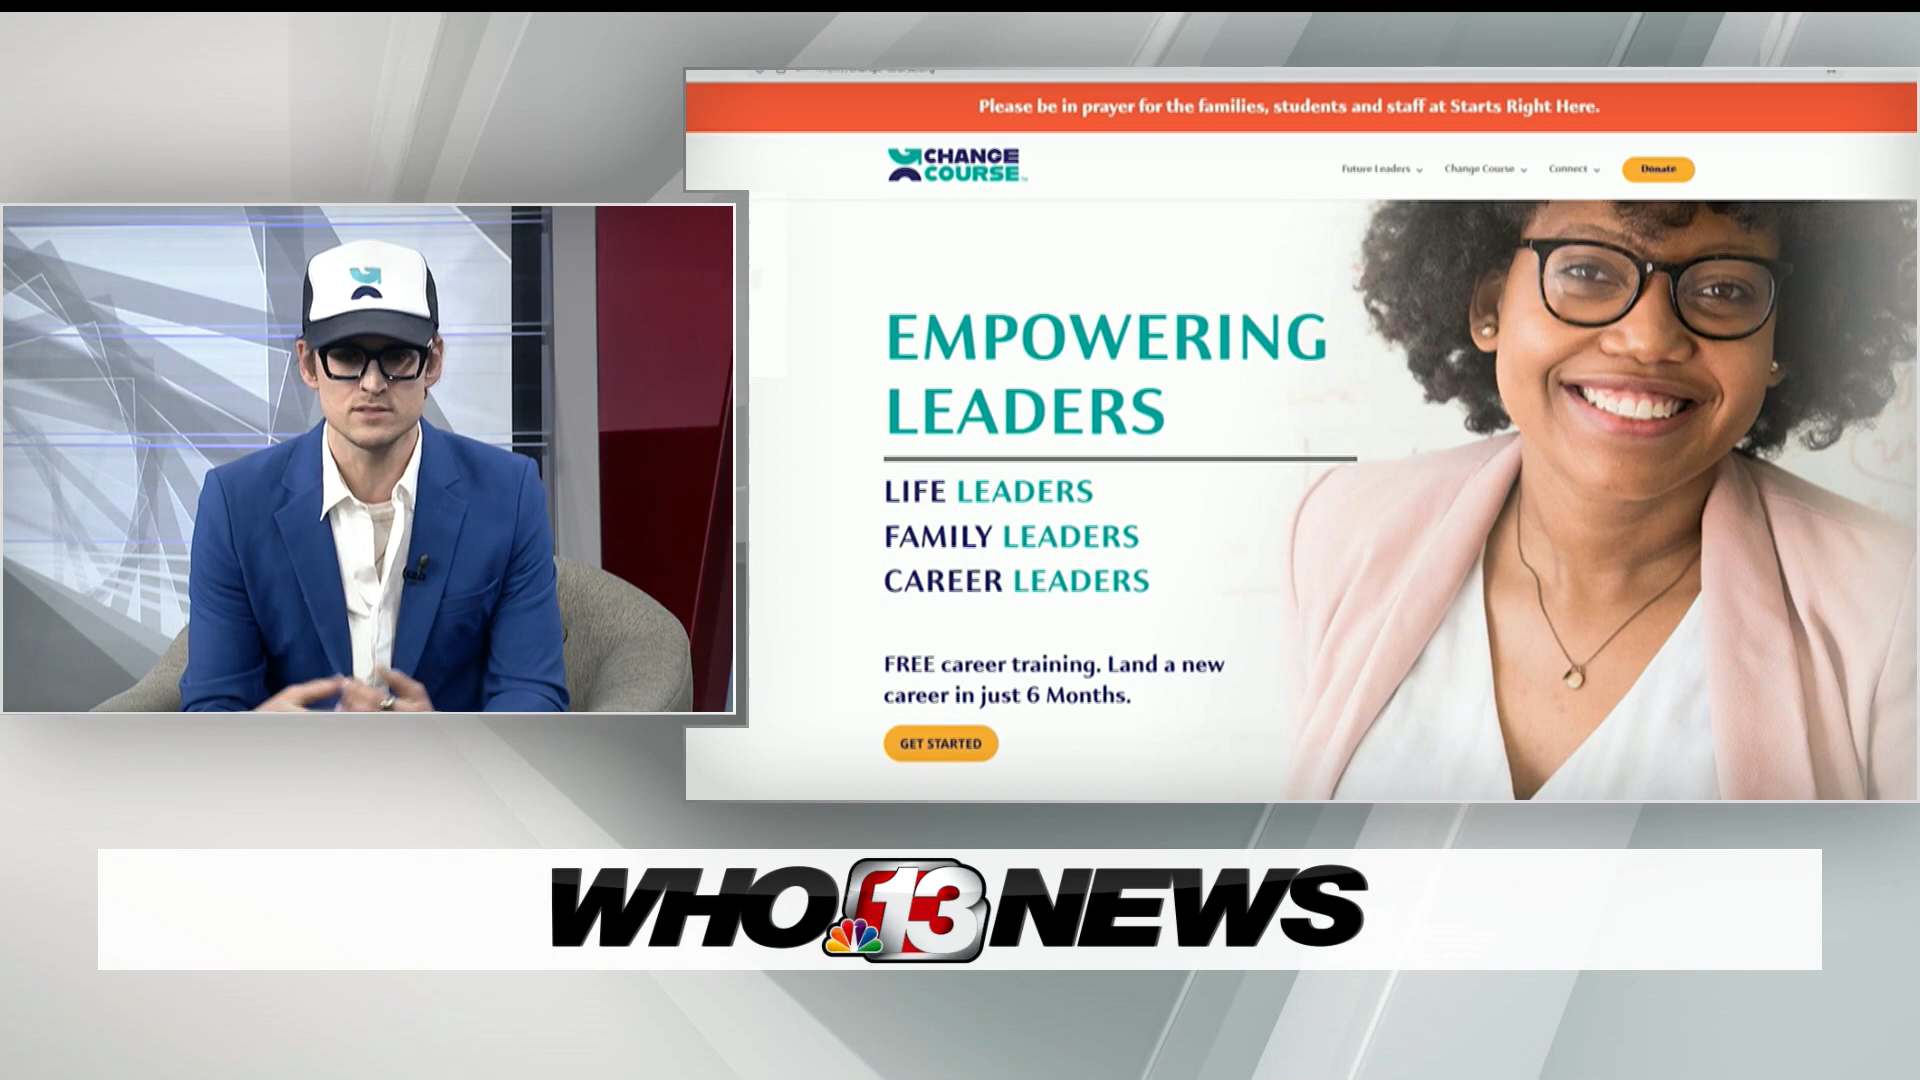 Please be in prayer for the families, students and staff at Starts Right Here.
CHANGE
COURSE
Future Leaders
Change Course
Connect
Donate
EMPOWERING
LEADERS
LIFE LEADERS
FAMILY LEADERS
CAREER LEADERS
FREE career training. Land a new
career in just 6 Months.
GET STARTED
WHO 13 NEWS